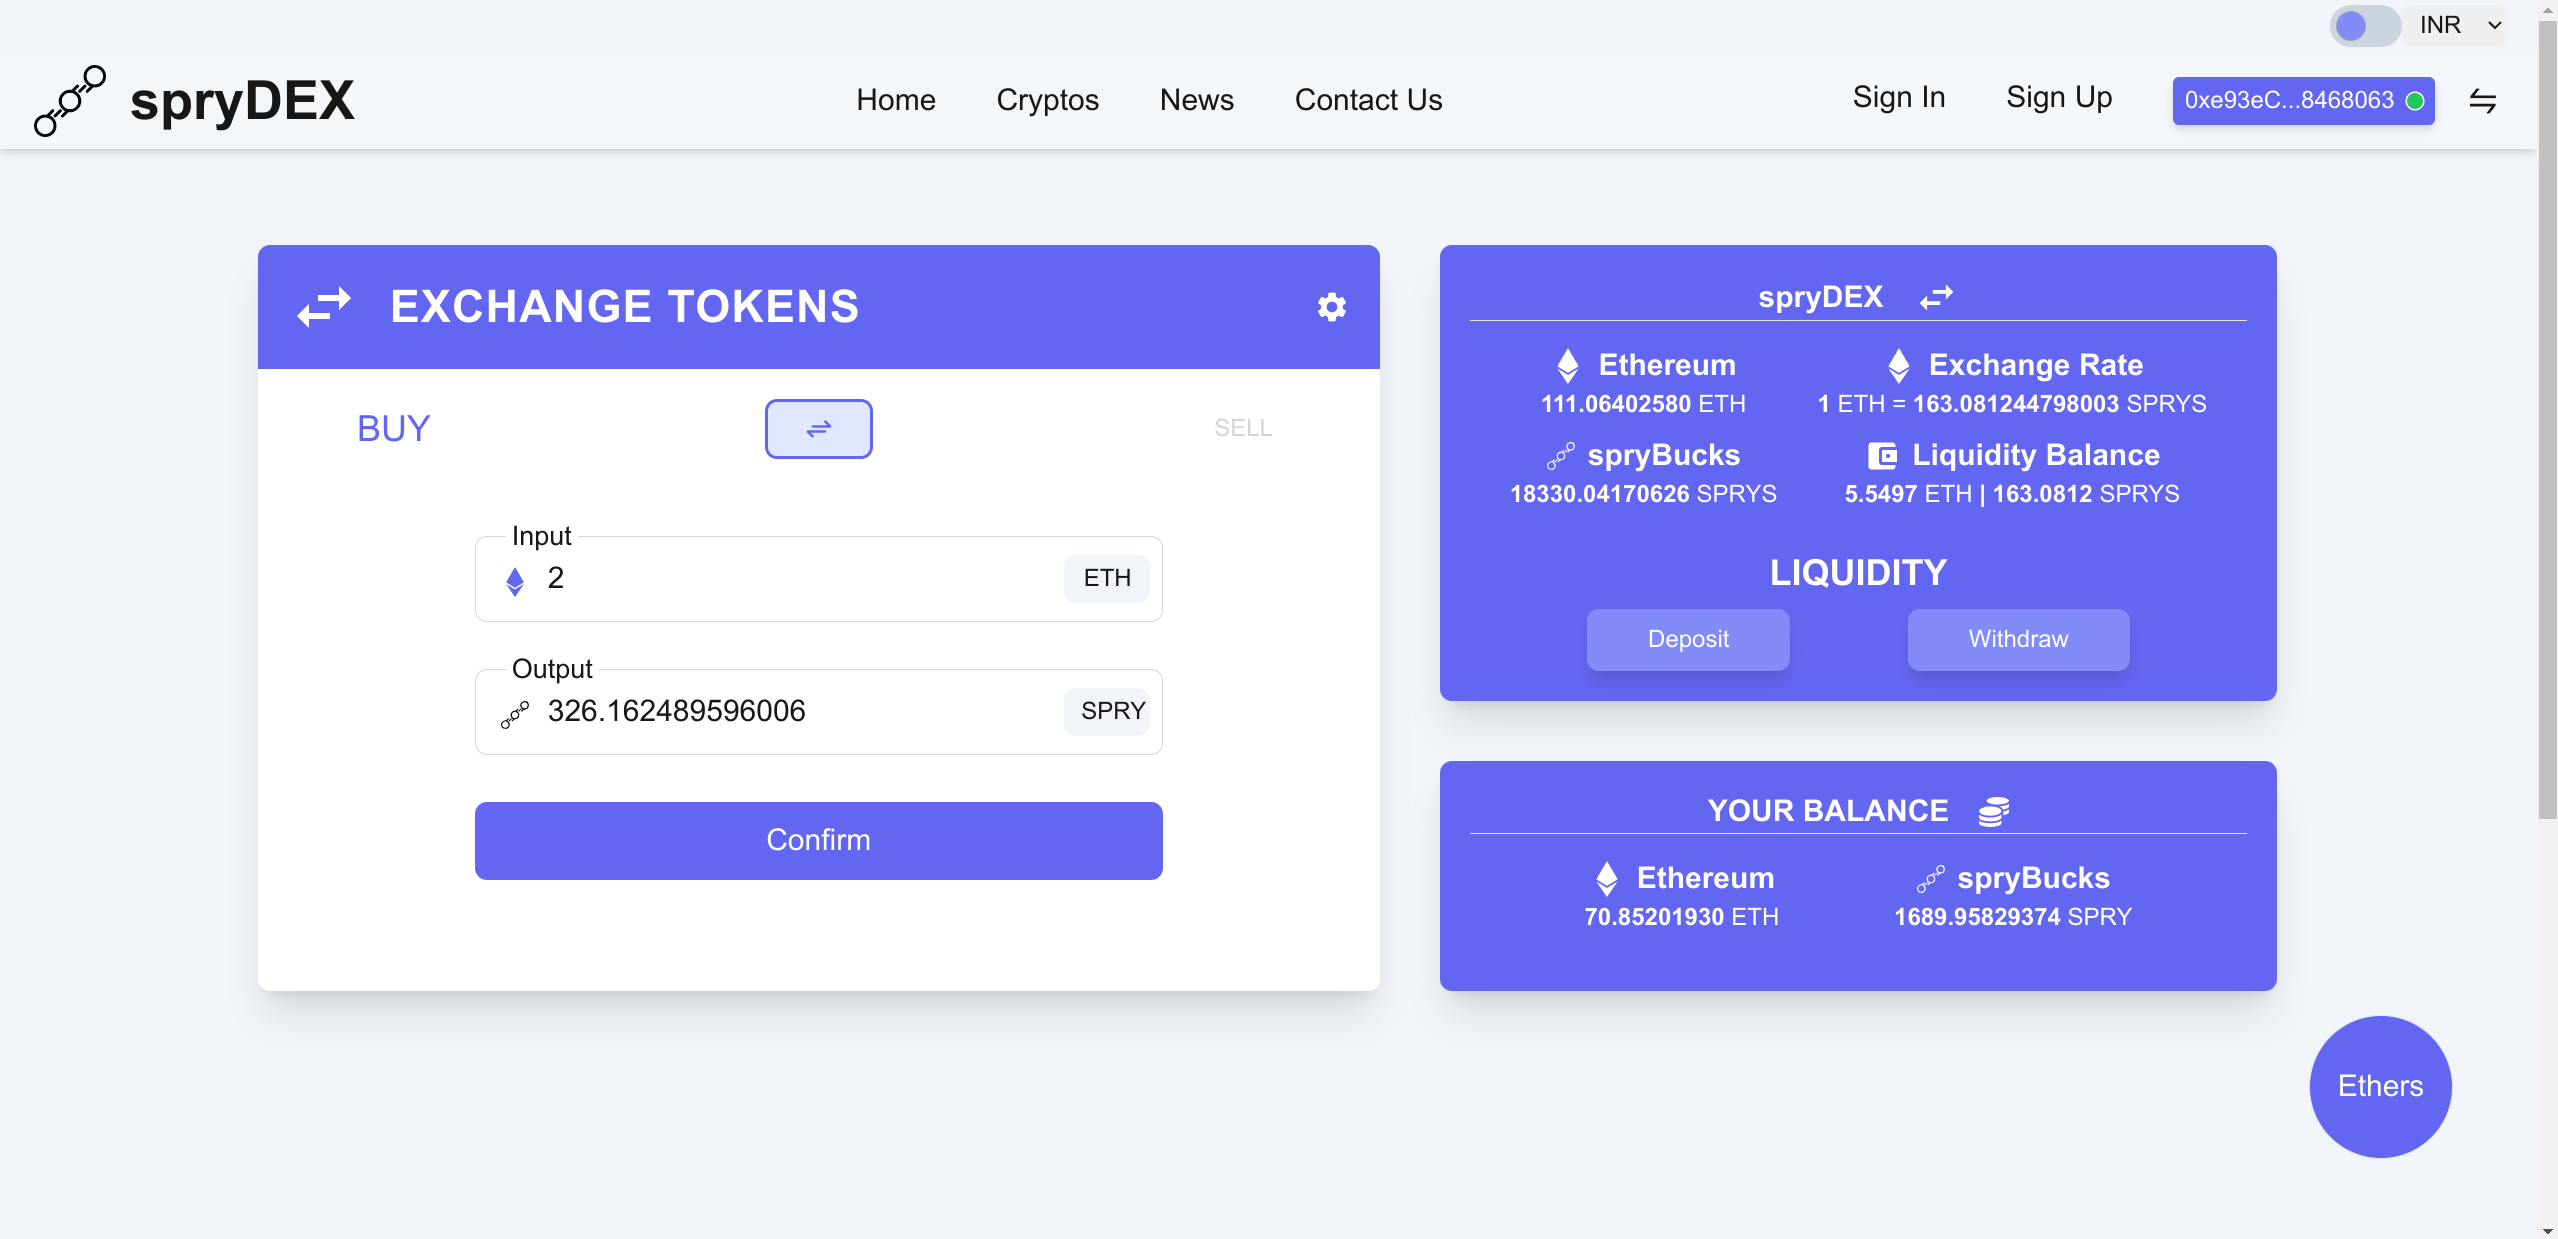 INR
spryDEX
Home
Cryptos
News
Contact Us
Sign In
Sign Up
0xe93eC...8468063
EXCHANGE TOKENS
BUY
SELL
Input
2
ETH
Output
326.162489596006
SPRY
Confirm
spryDEX
Ethereum
111.06402580 ETH
Exchange Rate
1 ETH = 163.081244798003 SPRYS
spryBucks
18330.04170626 SPRYS
Liquidity Balance
5.5497 ETH | 163.0812 SPRYS
LIQUIDITY
Deposit
Withdraw
YOUR BALANCE
Ethereum
70.85201930 ETH
spryBucks
1689.95829374 SPRY
Ethers